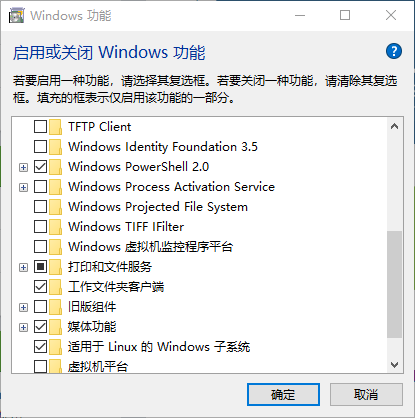 Windows 功能
启用或关闭 Windows 功能
若要启用一种功能，请选择其复选框。若要关闭一种功能，请清除其复选
框。填充的框表示仅启用该功能的一部分。
TFTP Client
Windows Identity Foundation 3.5
Windows PowerShell 2.0
Windows Process Activation Service
Windows Projected File System
Windows TIFF IFilter
Windows 虚拟机监控程序平台
打印和文件服务
工作文件夹客户端
旧版组件
媒体功能
适用于 Linux 的 Windows 子系统
虚拟机平台
确定
取消